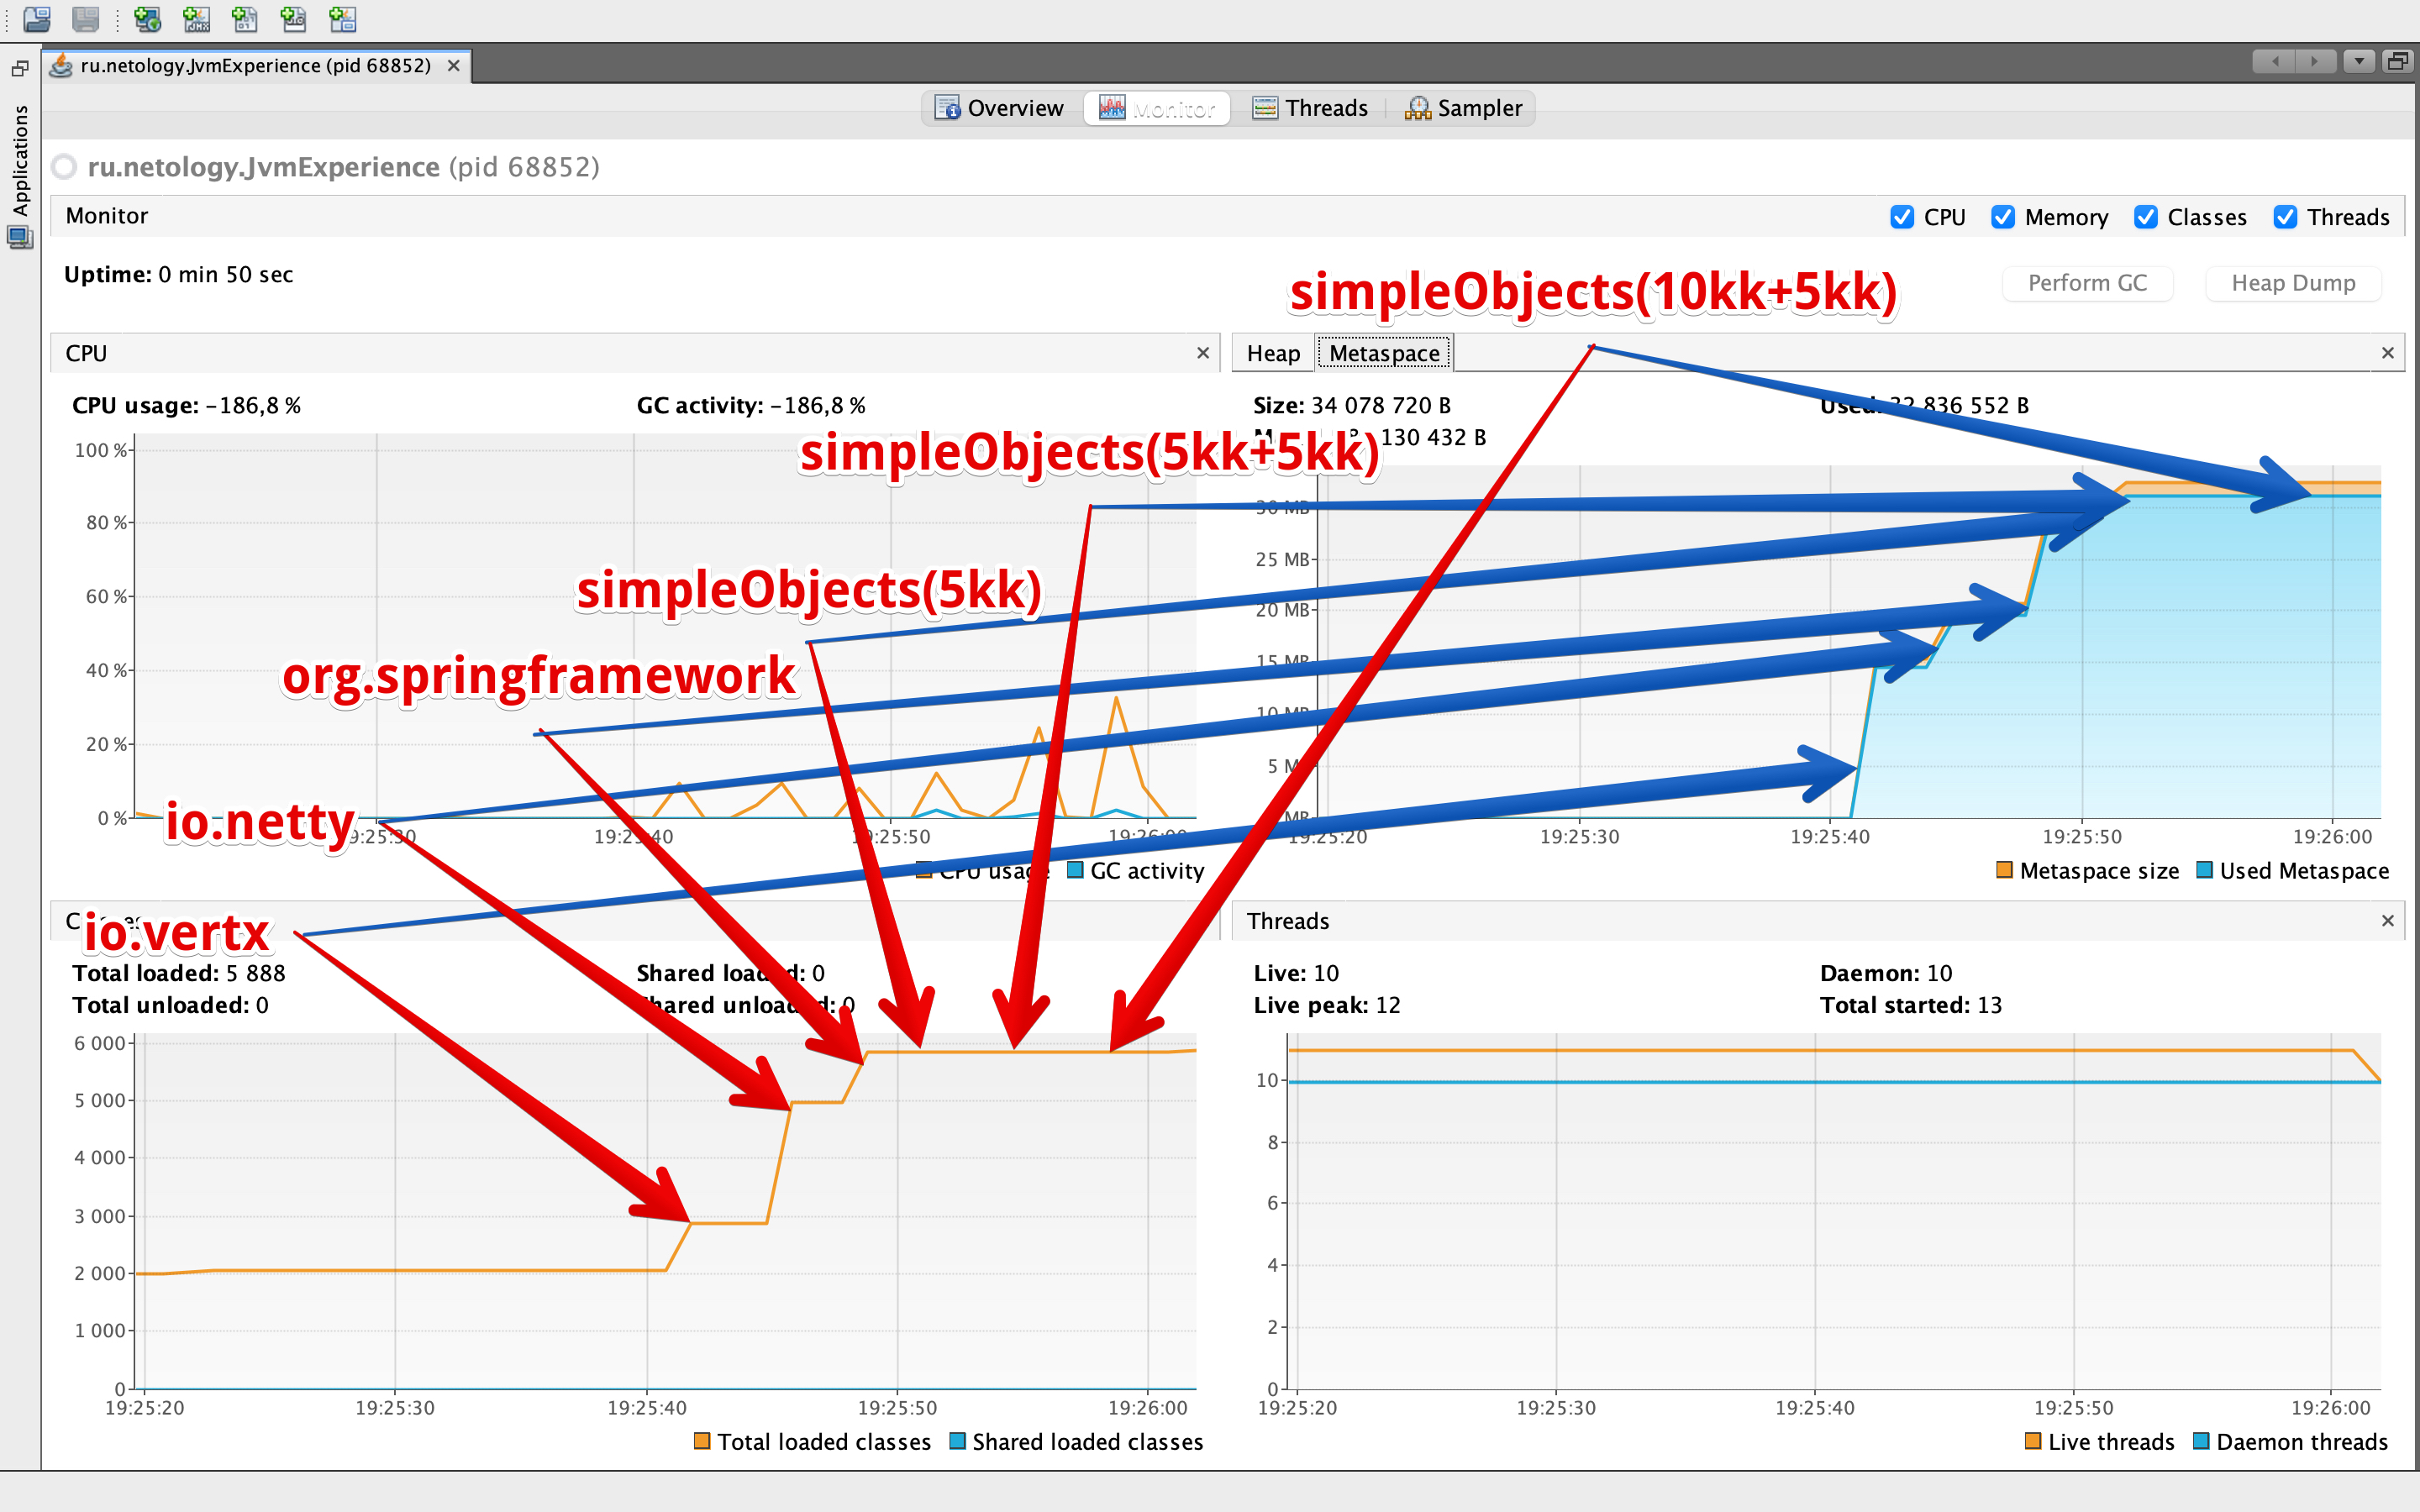 ru.netology.JvmExperience (pid 68852)
Applications
Overview
Monitor
Threads
Sampler
ru.netology.JvmExperience (pid 68852)
Monitor
CPU
Memory
Classes
Threads
Uptime: 0 min 50 sec
Perform GC
Heap Dump
simpleObjects(10kk+5kk)
CPU
CPU usage: −186,8 %
GC activity: −186,8 %
100 %
80 %
60 %
40 %
20 %
0 %
19:25:40
19:25:50
19:26:00
CPU usage
GC activity
simpleObjects(5kk+5kk)
simpleObjects(5kk)
org.springframework
io.netty
io.vertx
Heap
Metaspace
Size: 34 078 720 B
Used: 32 836 552 B
130 432 B
30 MB
25 MB
20 MB
15 MB
10 MB
5 M
MB
19:25:20
19:25:30
19:25:40
19:25:50
19:26:00
Metaspace size
Used Metaspace
Total loaded: 5 888
Shared loaded: 0
Total unloaded: 0
Shared unloaded: 0
6 000
5 000
4 000
3 000
2 000
1 000
0
19:25:20
19:25:30
19:25:40
19:25:50
19:26:00
Total loaded classes
Shared loaded classes
Threads
Live: 10
Daemon: 10
Live peak: 12
Total started: 13
10
8
6
4
2
0
19:25:20
19:25:30
19:25:40
19:25:50
19:26:00
Live threads
Daemon threads